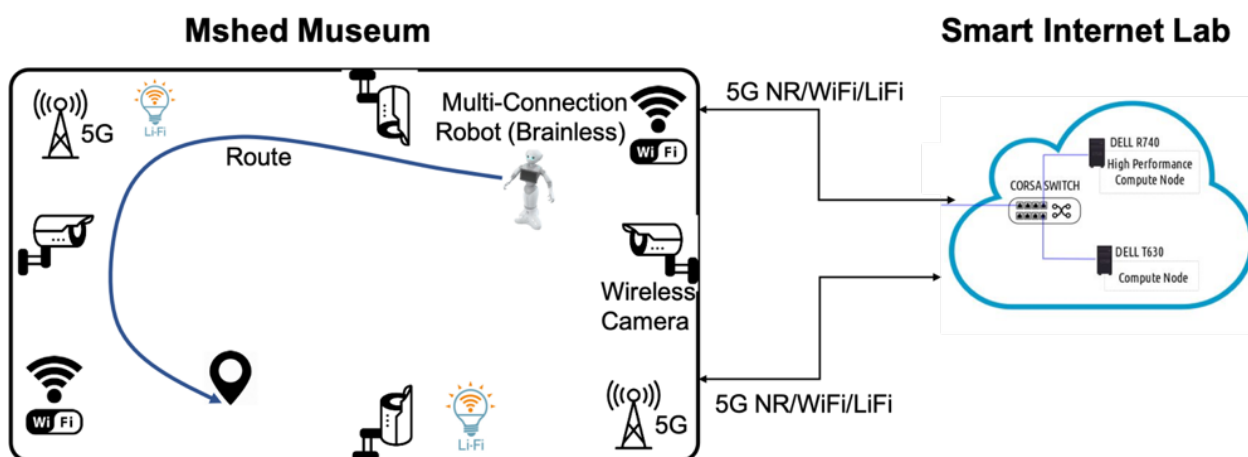 Mshed Museum
Smart Internet Lab
5G
Li-Fi
Multi-Connection
Robot (Brainless)
Wi Fi
Route
5G NR/WiFi/LiFi
DELL R740
High Performance
Compute Node
CORSA SWITCH
DELL T630
Compute Node
Wireless
Camera
Wi Fi
Li-Fi
5G
5G NR/WiFi/LiFi